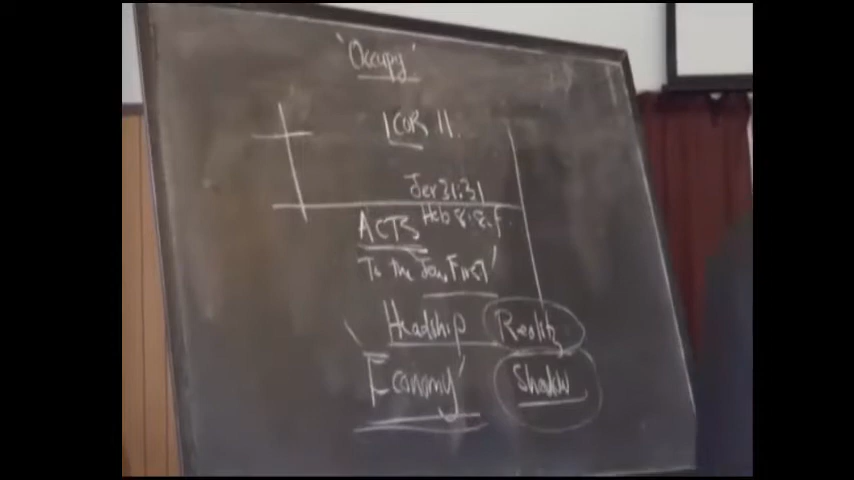 'Occupy'
1 COR 11.
Jer 31:31
ACTS Heb 8:8.f
To the Jew, First'
Headship Reality
'Economy' Shadow